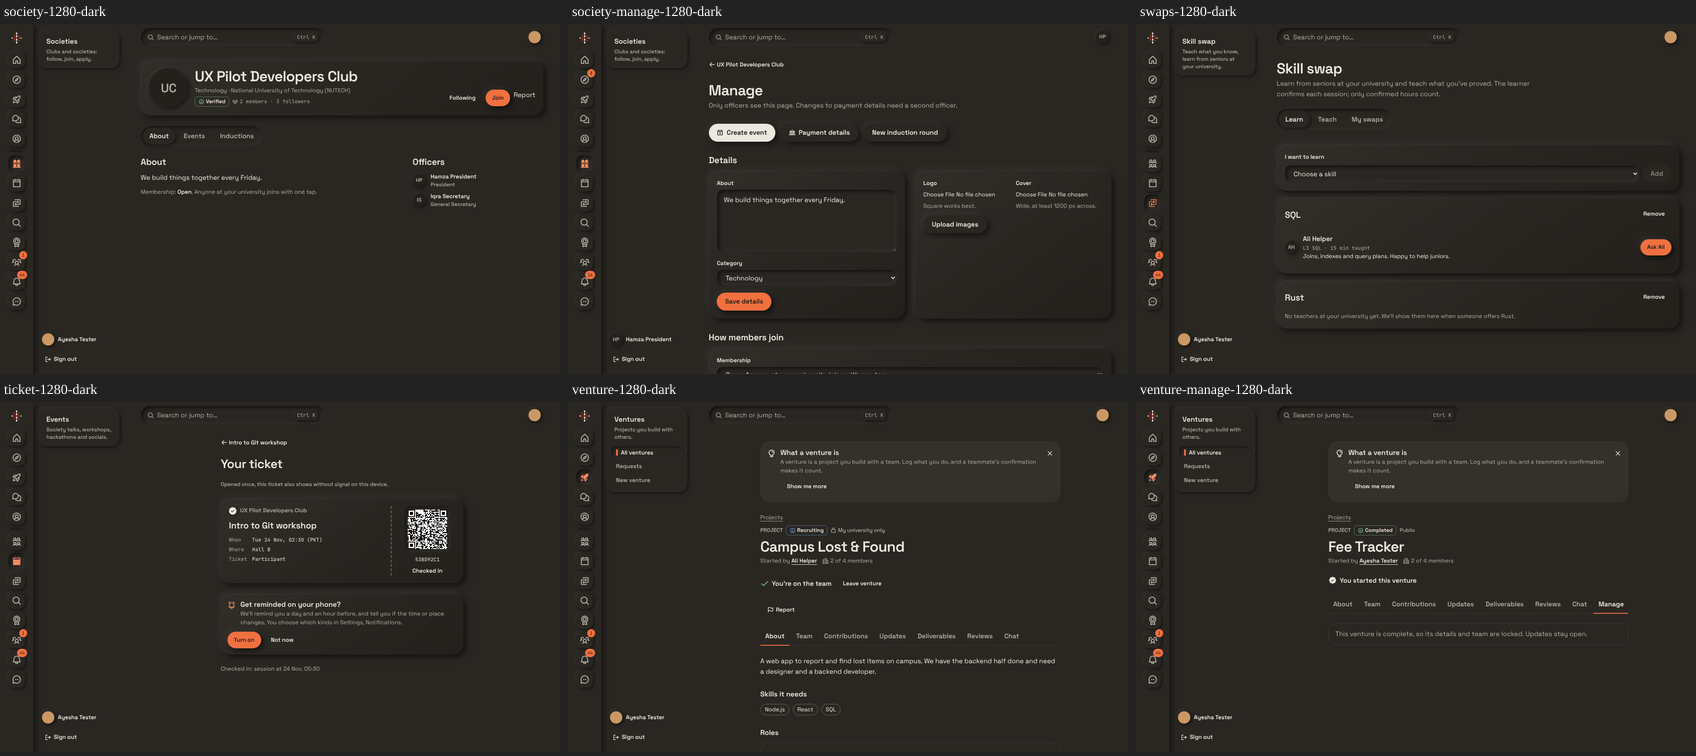 society-1280-dark
Societies
Clubs and societies:
follow, join, apply.
Search or jump to...
Ctrl K
UC
UX Pilot Developers Club
Technology · National University of Technology (NUTECH)
Verified
2 members · 3 followers
Following
Join
Report
About
Events
Inductions
About
We build things together every Friday.
Membership: Open. Anyone at your university joins with one tap.
Officers
HP
Hamza President
President
IS
Iqra Secretary
General Secretary
Ayesha Tester
Sign out
society-manage-1280-dark
Societies
Clubs and societies:
follow, join, apply.
Search or jump to...
Ctrl K
HP
UX Pilot Developers Club
Manage
Only officers see this page. Changes to payment details need a second officer.
Create event
Payment details
New induction round
Details
About
We build things together every Friday.
Category
Technology
Save details
Logo
Choose File No file chosen
Square works best.
Cover
Choose File No file chosen
Wide, at least 1200 px across.
Upload images
How members join
Membership
HP
Hamza President
Sign out
swaps-1280-dark
Skill swap
Teach what you know,
learn from seniors at
your university.
Search or jump to...
Ctrl K
Skill swap
Learn from seniors at your university and teach what you've proved. The learner
confirms each session; only confirmed hours count.
Learn
Teach
My swaps
I want to learn
Choose a skill
Add
SQL
Remove
AH
Ali Helper
L3 SQL · 15 min taught
Joins, indexes and query plans. Happy to help juniors.
Ask Ali
Rust
Remove
No teachers at your university yet. We'll show them here when someone offers Rust.
Ayesha Tester
Sign out
ticket-1280-dark
Events
Society talks, workshops,
hackathons and socials.
Search or jump to...
Ctrl K
Intro to Git workshop
Your ticket
Opened once, this ticket also shows without signal on this device.
UX Pilot Developers Club
Intro to Git workshop
When Tue 24 Nov, 02:30 (PKT)
Where Hall B
Ticket Participant
Checked in
Get reminded on your phone?
We'll remind you a day and an hour before, and tell you if the time or place
changes. You choose which kinds in Settings, Notifications.
Turn on
Not now
Checked in: session at 24 Nov, 05:30
Ayesha Tester
Sign out
venture-1280-dark
Ventures
Projects you build with
others.
All ventures
Requests
New venture
Search or jump to...
Ctrl K
What a venture is
A venture is a project you build with a team. Log what you do, and a teammate's confirmation
makes it count.
Show me more
Projects
PROJECT
Recruiting
My university only
Campus Lost & Found
Started by Ali Helper
2 of 4 members
You're on the team
Leave venture
Report
About
Team
Contributions
Updates
Deliverables
Reviews
Chat
A web app to report and find lost items on campus. We have the backend half done and need
a designer and a backend developer.
Skills it needs
Node.js
React
SQL
Roles
Ayesha Tester
Sign out
venture-manage-1280-dark
Ventures
Projects you build with
others.
All ventures
Requests
New venture
Search or jump to...
Ctrl K
What a venture is
A venture is a project you build with a team. Log what you do, and a teammate's confirmation
makes it count.
Show me more
Projects
PROJECT
Completed
Public
Fee Tracker
Started by Ayesha Tester
2 of 4 members
You started this venture
About
Team
Contributions
Updates
Deliverables
Reviews
Chat
Manage
This venture is complete, so its details and team are locked. Updates stay open.
Ayesha Tester
Sign out